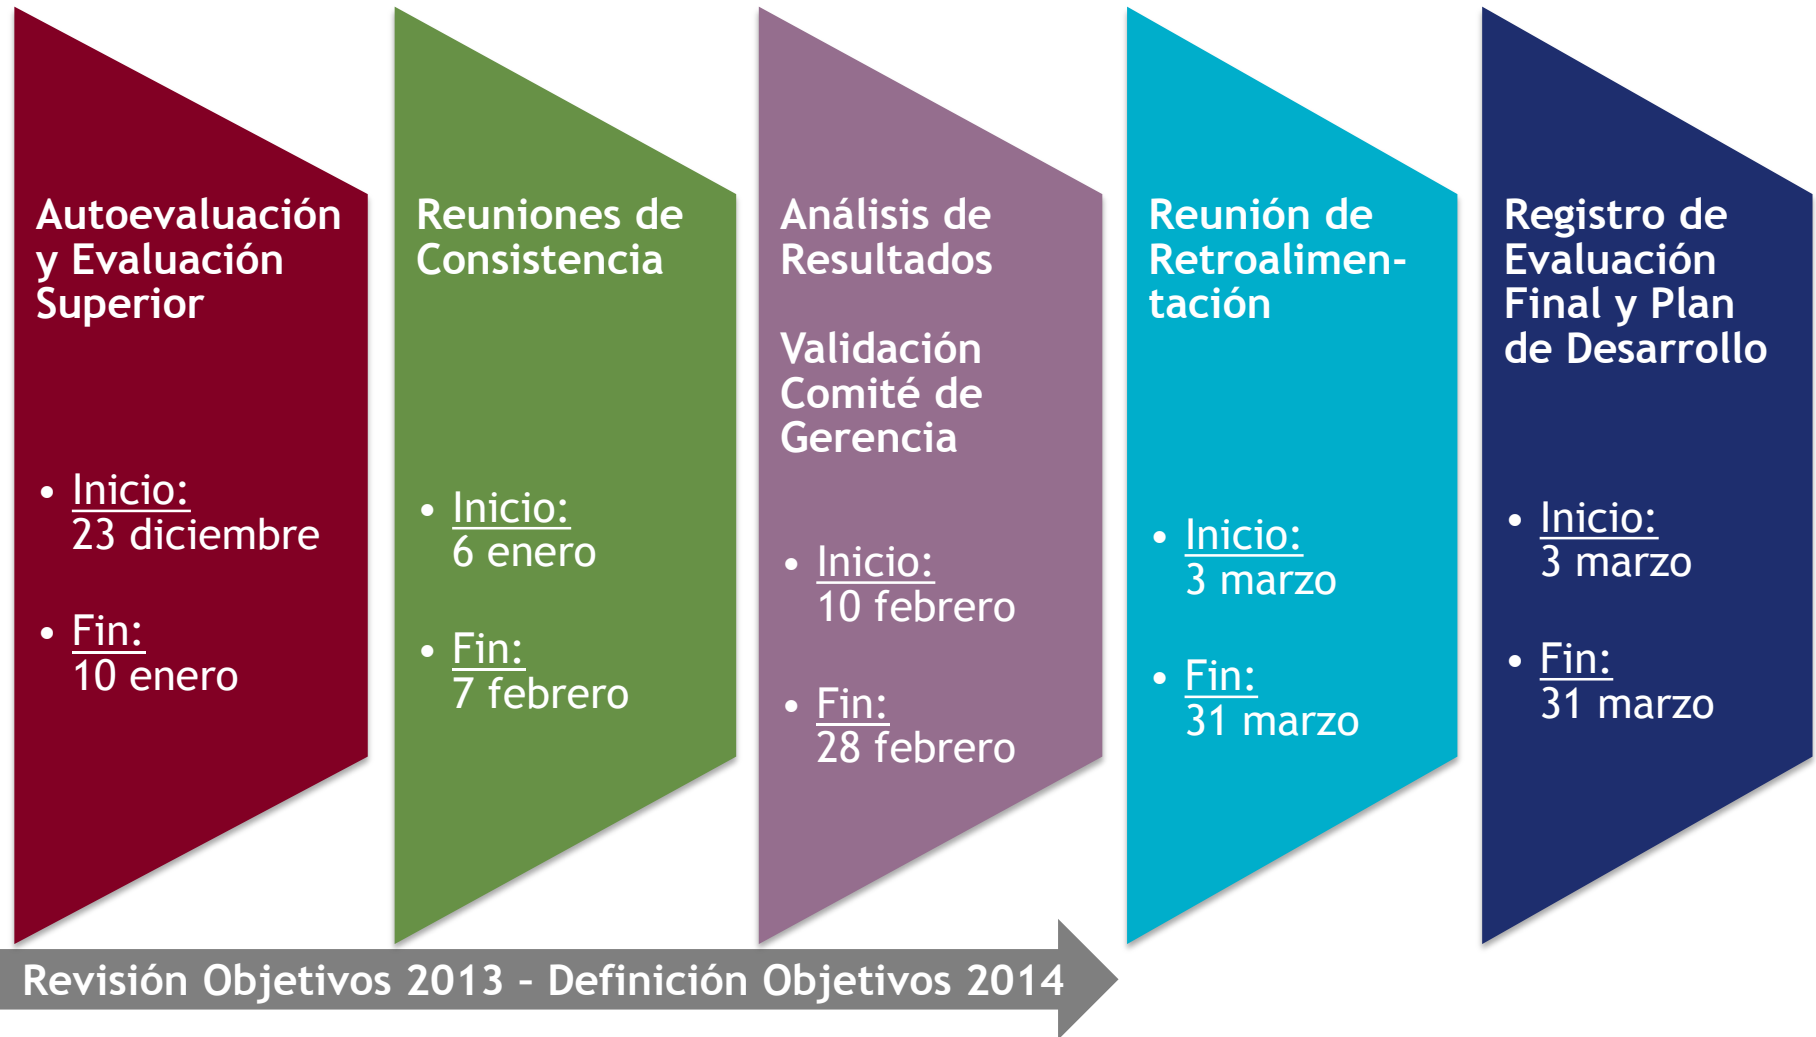 Autoevaluación
y Evaluación
Superior
• Inicio:
23 diciembre
• Fin:
10 enero
Reuniones de
Consistencia
• Inicio:
6 enero
• Fin:
7 febrero
Análisis de
Resultados
Validación
Comité de
Gerencia
• Inicio:
10 febrero
• Fin:
28 febrero
Reunión de
Retroalimen-
tación
• Inicio:
3 marzo
• Fin:
31 marzo
Registro de
Evaluación
Final y Plan
de Desarrollo
• Inicio:
3 marzo
• Fin:
31 marzo
Revisión Objetivos 2013 – Definición Objetivos 2014